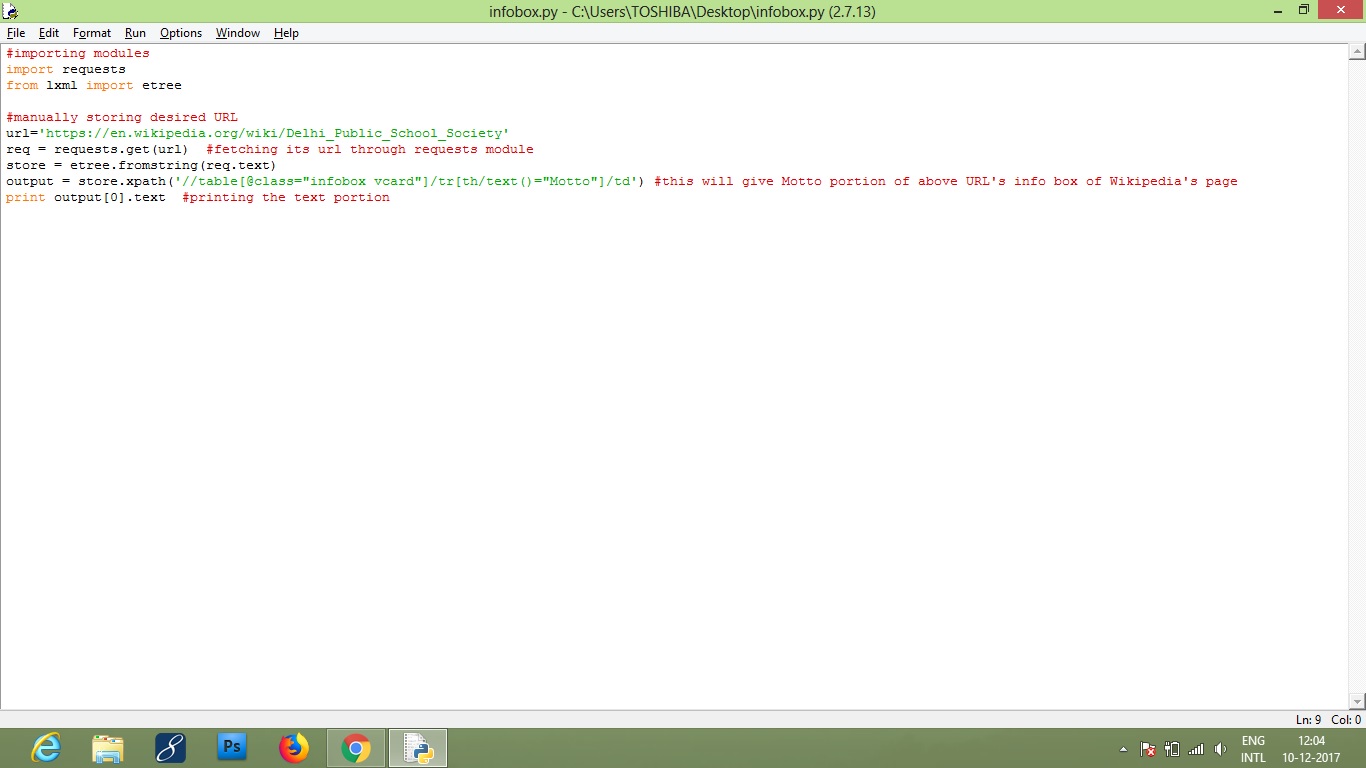 infobox.py - C:\Users\TOSHIBA\Desktop\infobox.py (2.7.13)
File Edit Format Run Options Window Help
#importing modules
import requests
from lxml import etree

#manually storing desired URL
url='https://en.wikipedia.org/wiki/Delhi_Public_School_Society'
req = requests.get(url)  #fetching its url through requests module
store = etree.fromstring(req.text)
output = store.xpath('//table[@class="infobox vcard"]/tr[th/text()="Motto"]/td') #this will give Motto portion of above URL's info box of Wikipedia's page
print output[0].text  #printing the text portion
Ln: 9 Col: 0
Ps
ENG 12:04
INTL 10-12-2017